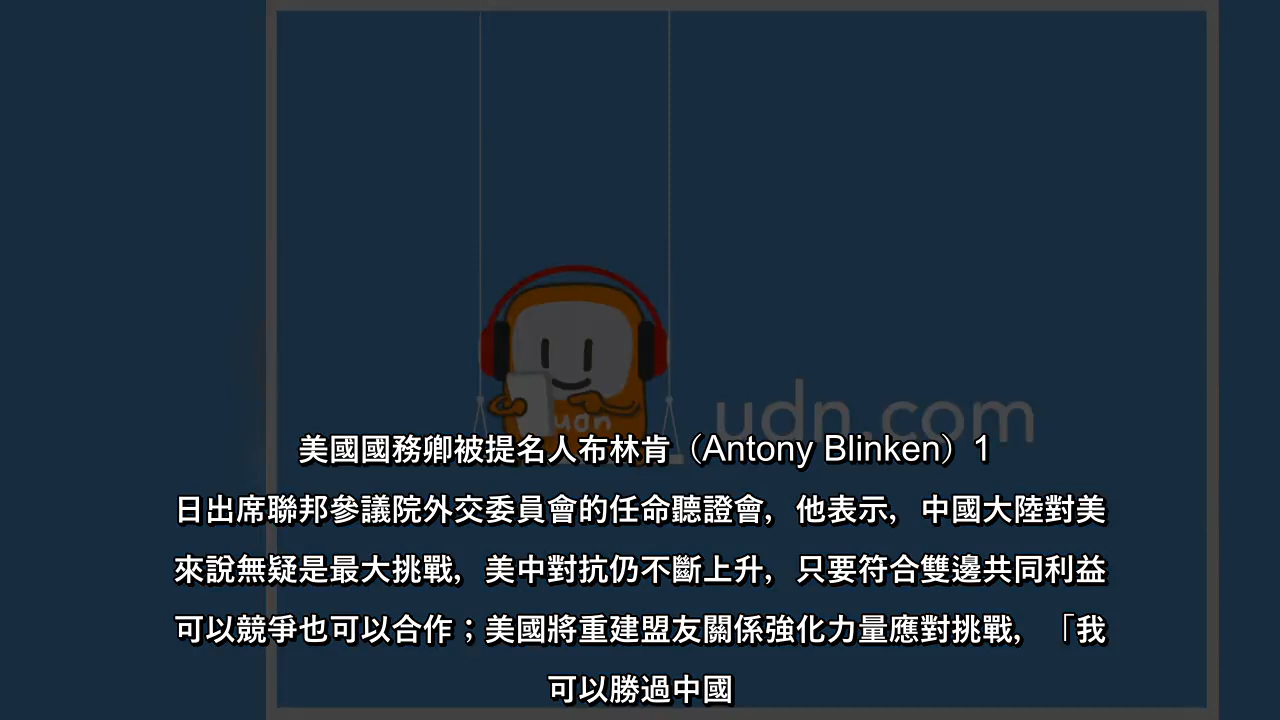 udn.com
udn
美國國務卿被提名人布林肯（Antony Blinken）1
日出席聯邦參議院外交委員會的任命聽證會，他表示，中國大陸對美
來說無疑是最大挑戰，美中對抗仍不斷上升，只要符合雙邊共同利益
可以競爭也可以合作；美國將重建盟友關係強化力量應對挑戰，「我
可以勝過中國